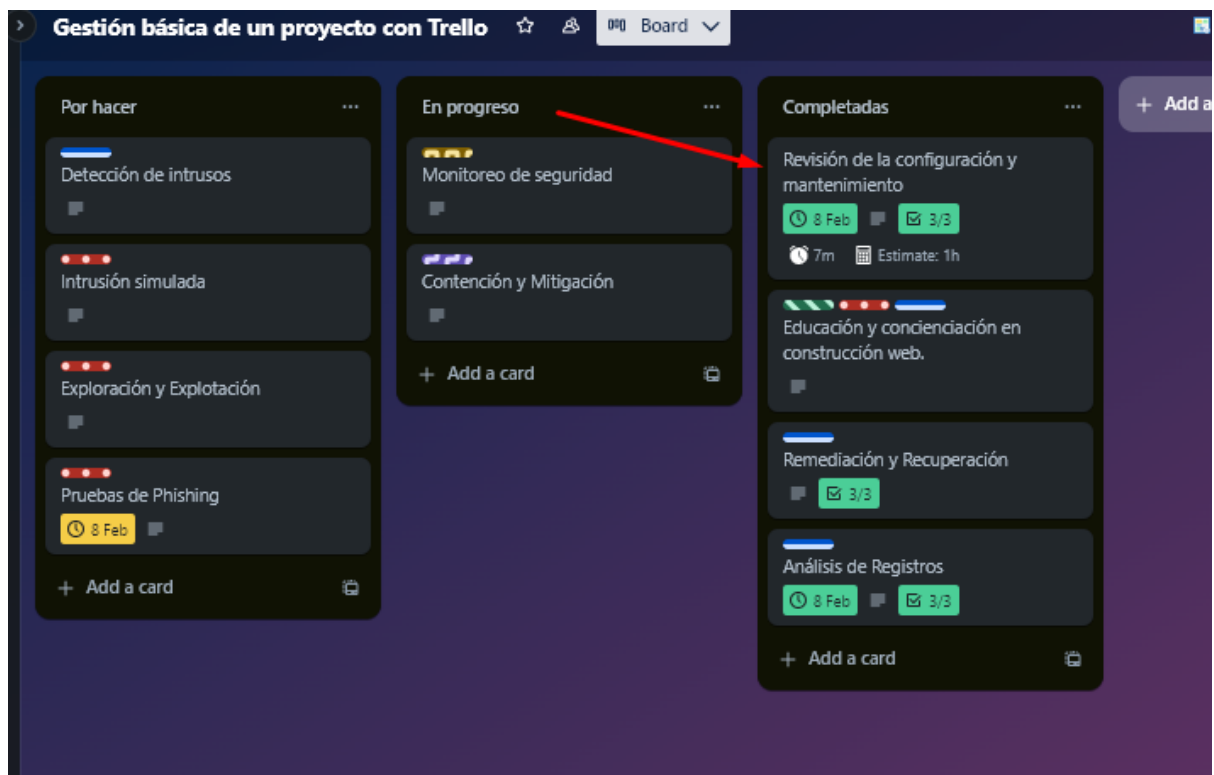 Gestión básica de un proyecto con Trello
Board
Por hacer
Detección de intrusos
Intrusión simulada
Exploración y Explotación
Pruebas de Phishing
8 Feb
+ Add a card
En progreso
Monitoreo de seguridad
Contención y Mitigación
+ Add a card
Completadas
Revisión de la configuración y
mantenimiento
8 Feb
3/3
7m
Estimate: 1h
Educación y concienciación en
construcción web.
Remediación y Recuperación
3/3
Análisis de Registros
8 Feb
3/3
+ Add a card
+ Add a